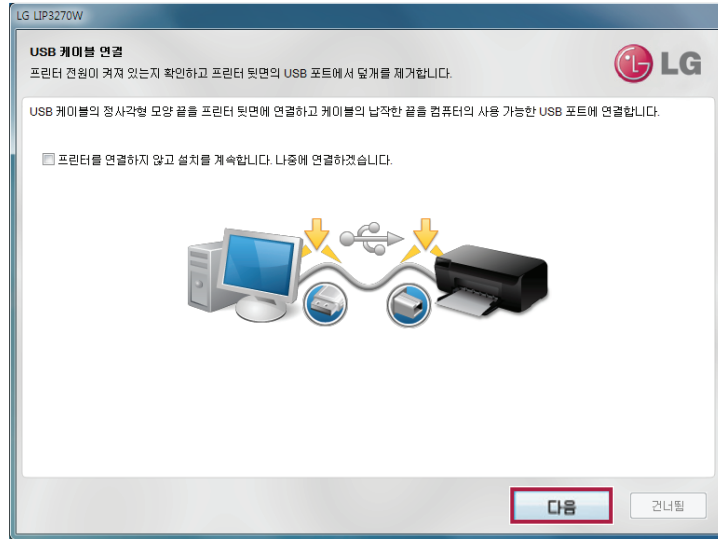 LG LIP3270W
USB 케이블 연결
프린터 전원이 켜져 있는지 확인하고 프린터 뒷면의 USB 포트에서 덮개를 제거합니다.
LG
USB 케이블의 정사각형 모양 끝을 프린터 뒷면에 연결하고 케이블의 납작한 끝을 컴퓨터의 사용 가능한 USB 포트에 연결합니다.
프린터를 연결하지 않고 설치를 계속합니다. 나중에 연결하겠습니다.
다음
건너뜀